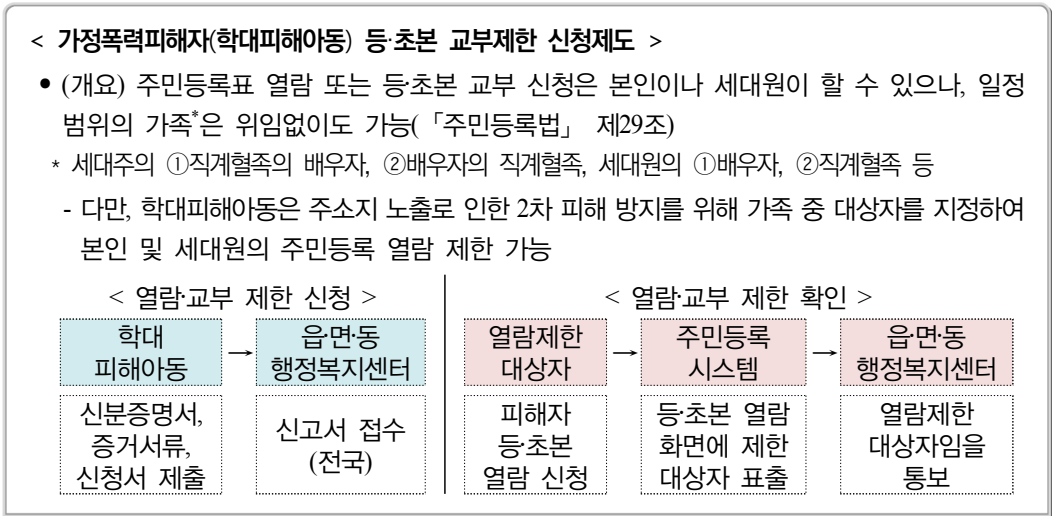 < 가정폭력피해자(학대피해아동) 등·초본 교부제한 신청제도 >
• (개요) 주민등록표 열람 또는 등·초본 교부 신청은 본인이나 세대원이 할 수 있으나, 일정
범위의 가족*은 위임없이도 가능(「주민등록법」 제29조)
* 세대주의 ①직계혈족의 배우자, ②배우자의 직계혈족, 세대원의 ①배우자, ②직계혈족 등
- 다만, 학대피해아동은 주소지 노출로 인한 2차 피해 방지를 위해 가족 중 대상자를 지정하여
본인 및 세대원의 주민등록 열람 제한 가능
< 열람·교부 제한 신청 >
학대
피해아동
→
읍·면·동
행정복지센터
신분증명서,
증거서류,
신청서 제출
신고서 접수
(전국)
< 열람·교부 제한 확인 >
열람제한
대상자
→
주민등록
시스템
→
읍·면·동
행정복지센터
피해자
등·초본
열람 신청
등·초본 열람
화면에 제한
대상자 표출
열람제한
대상자임을
통보